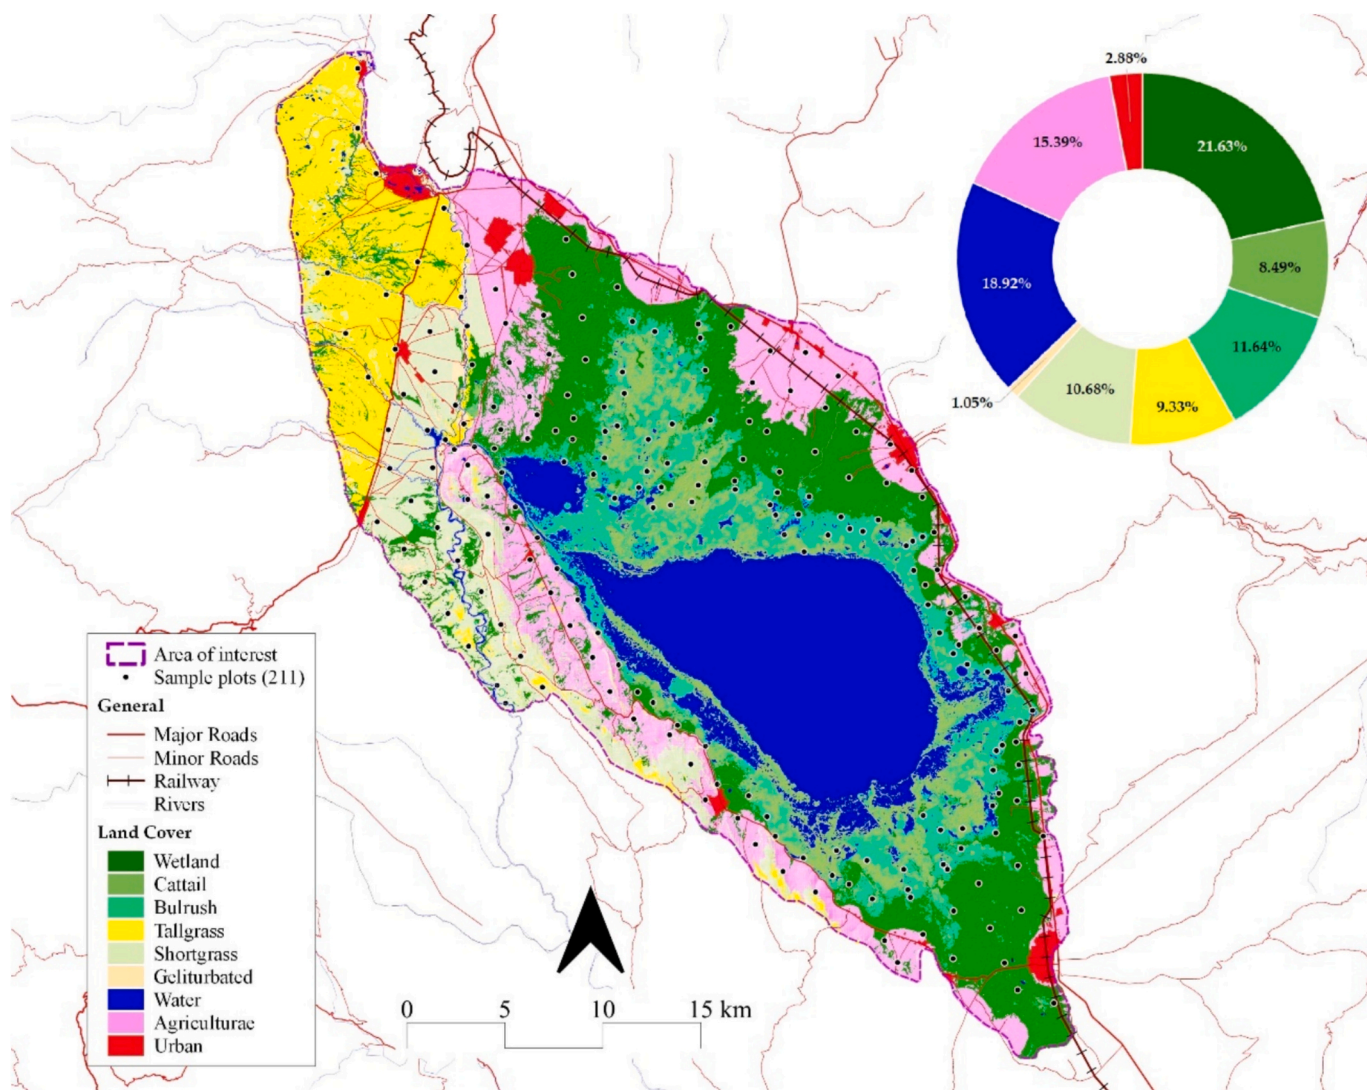 2.88%
15.39%
21.63%
8.49%
18.92%
11.64%
1.05%
10.68%
9.33%
Area of interest
Sample plots (211)
General
Major Roads
Minor Roads
Railway
Rivers
Land Cover
Wetland
Cattail
Bulrush
Tallgrass
Shortgrass
Geliturbated
Water
Agriculturae
Urban
0 5 10 15 km